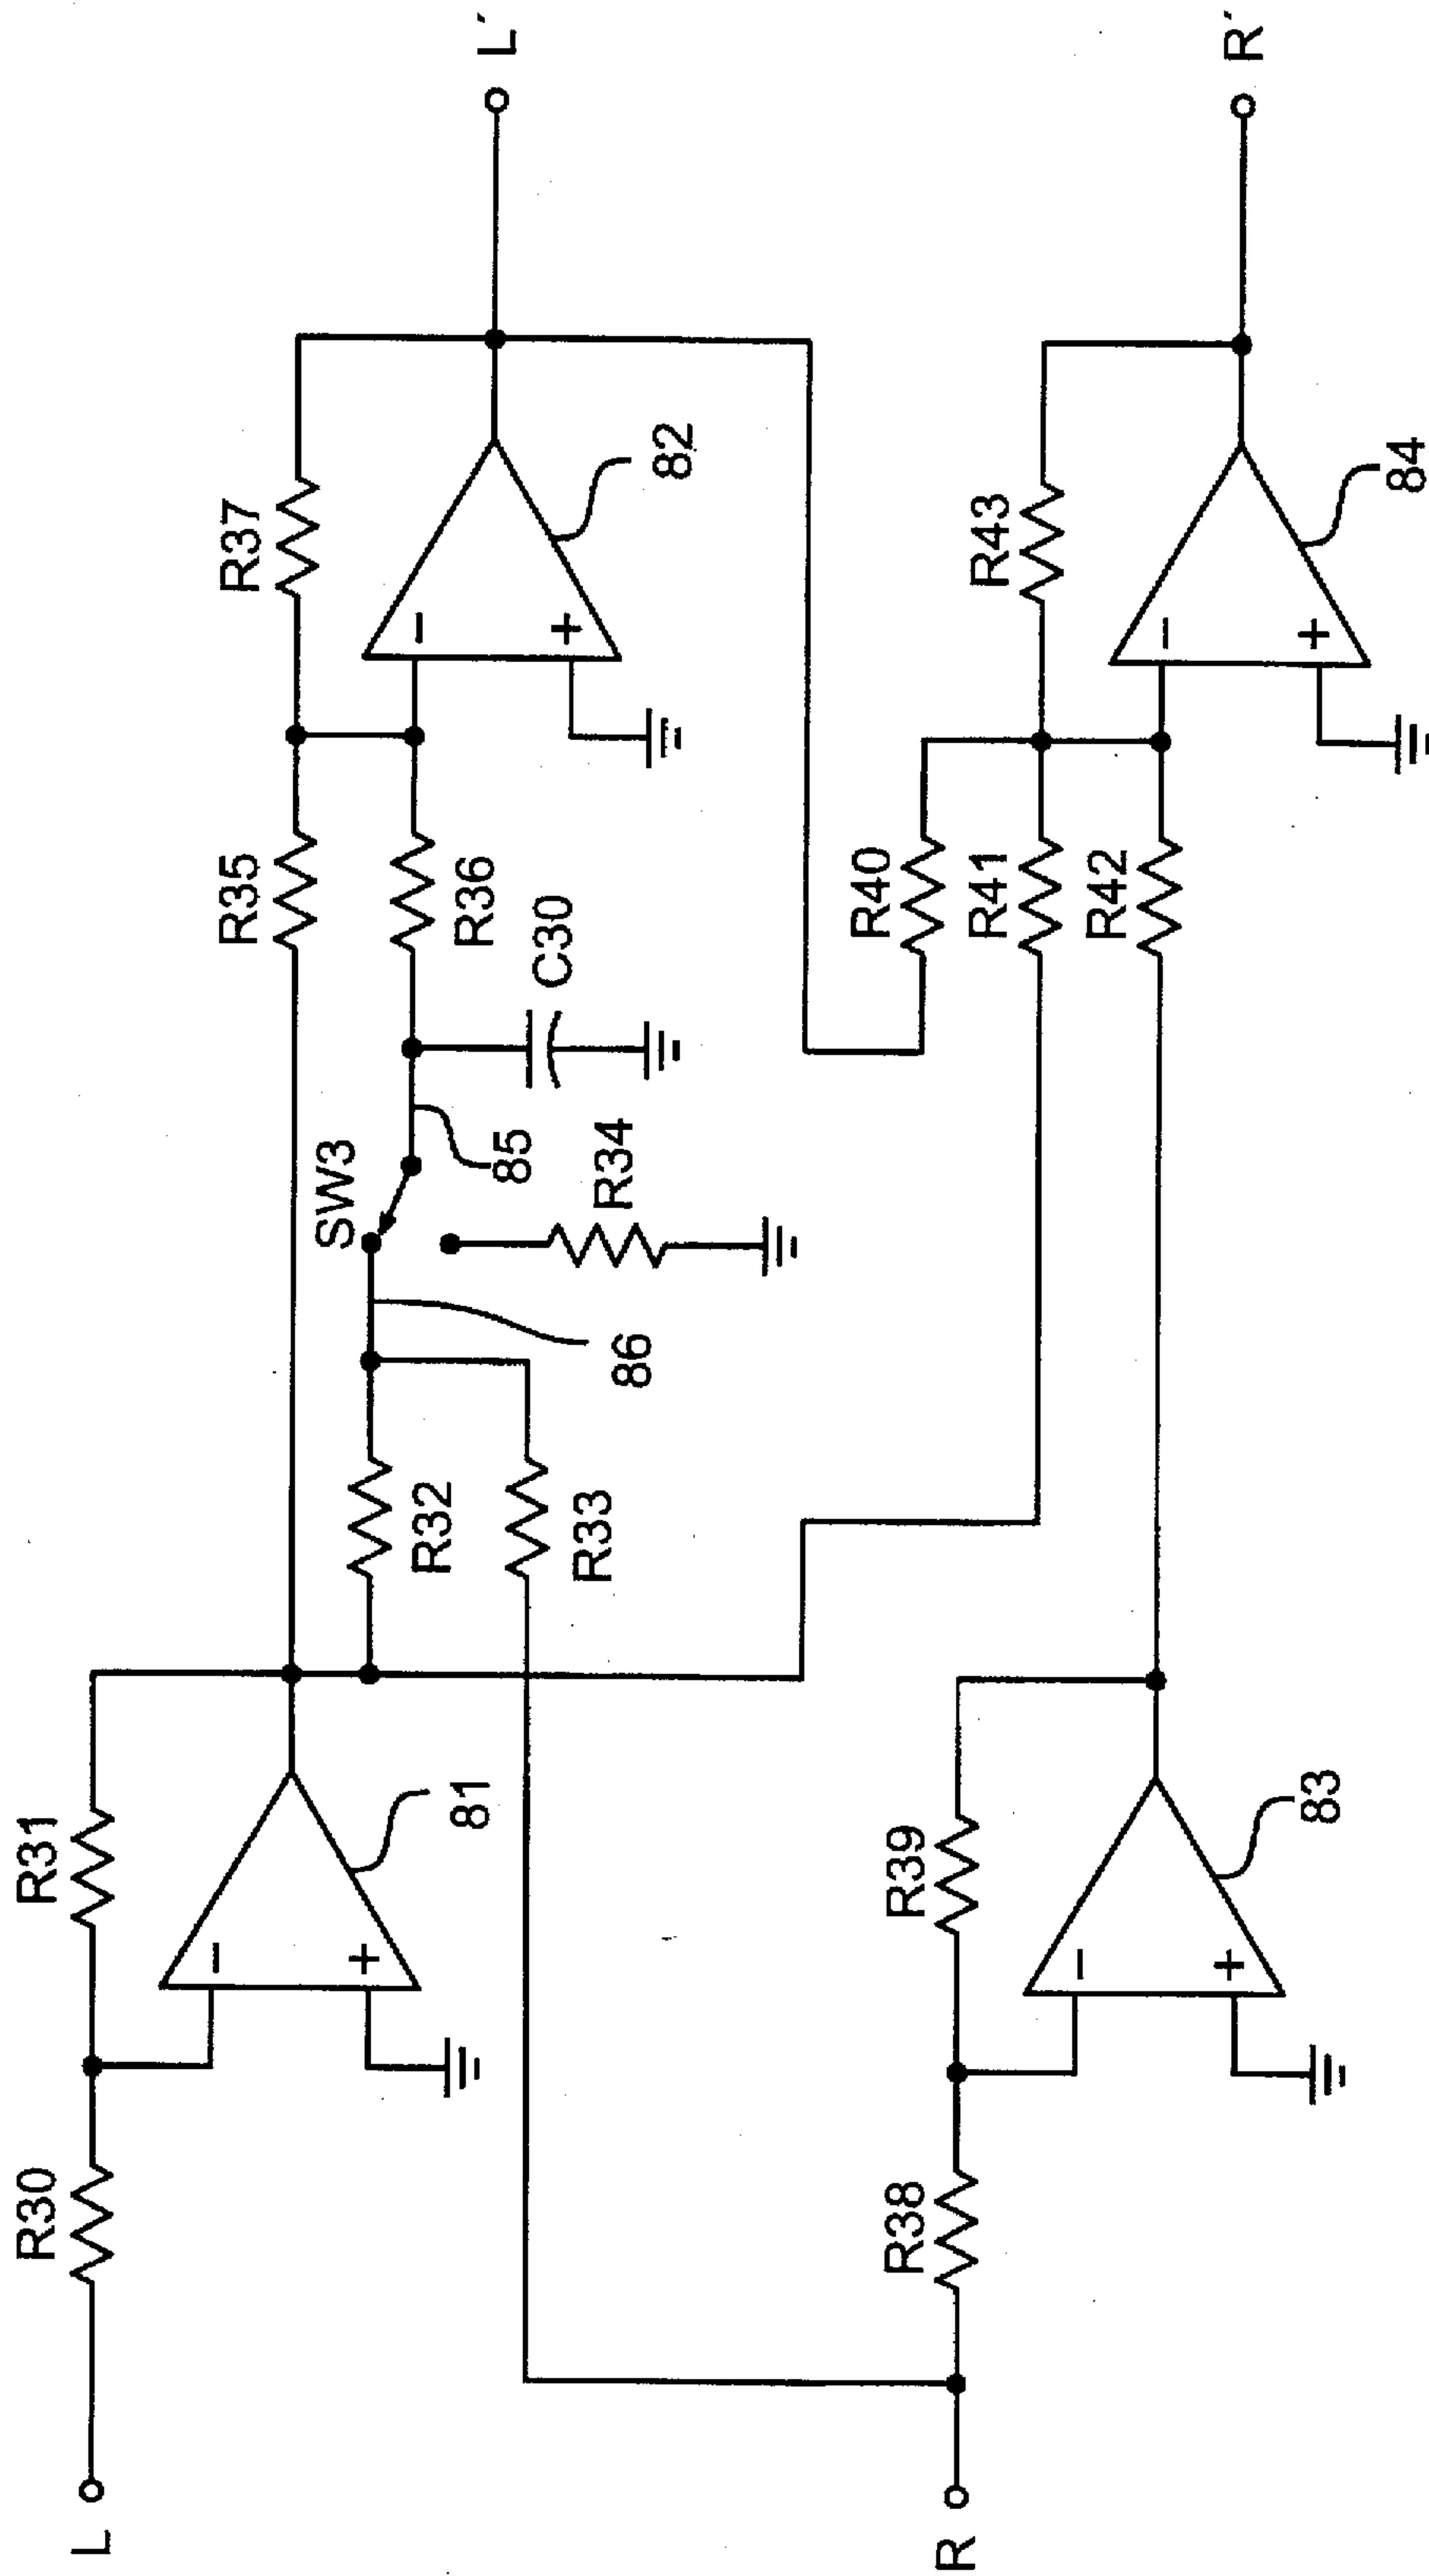 L
R30
R31
81
R32
R33
86
SW3
85
R34
C30
R35
R36
R37
82
L´
R
R38
R39
83
R40
R41
R42
R43
84
R´
− +
− +
− +
− +